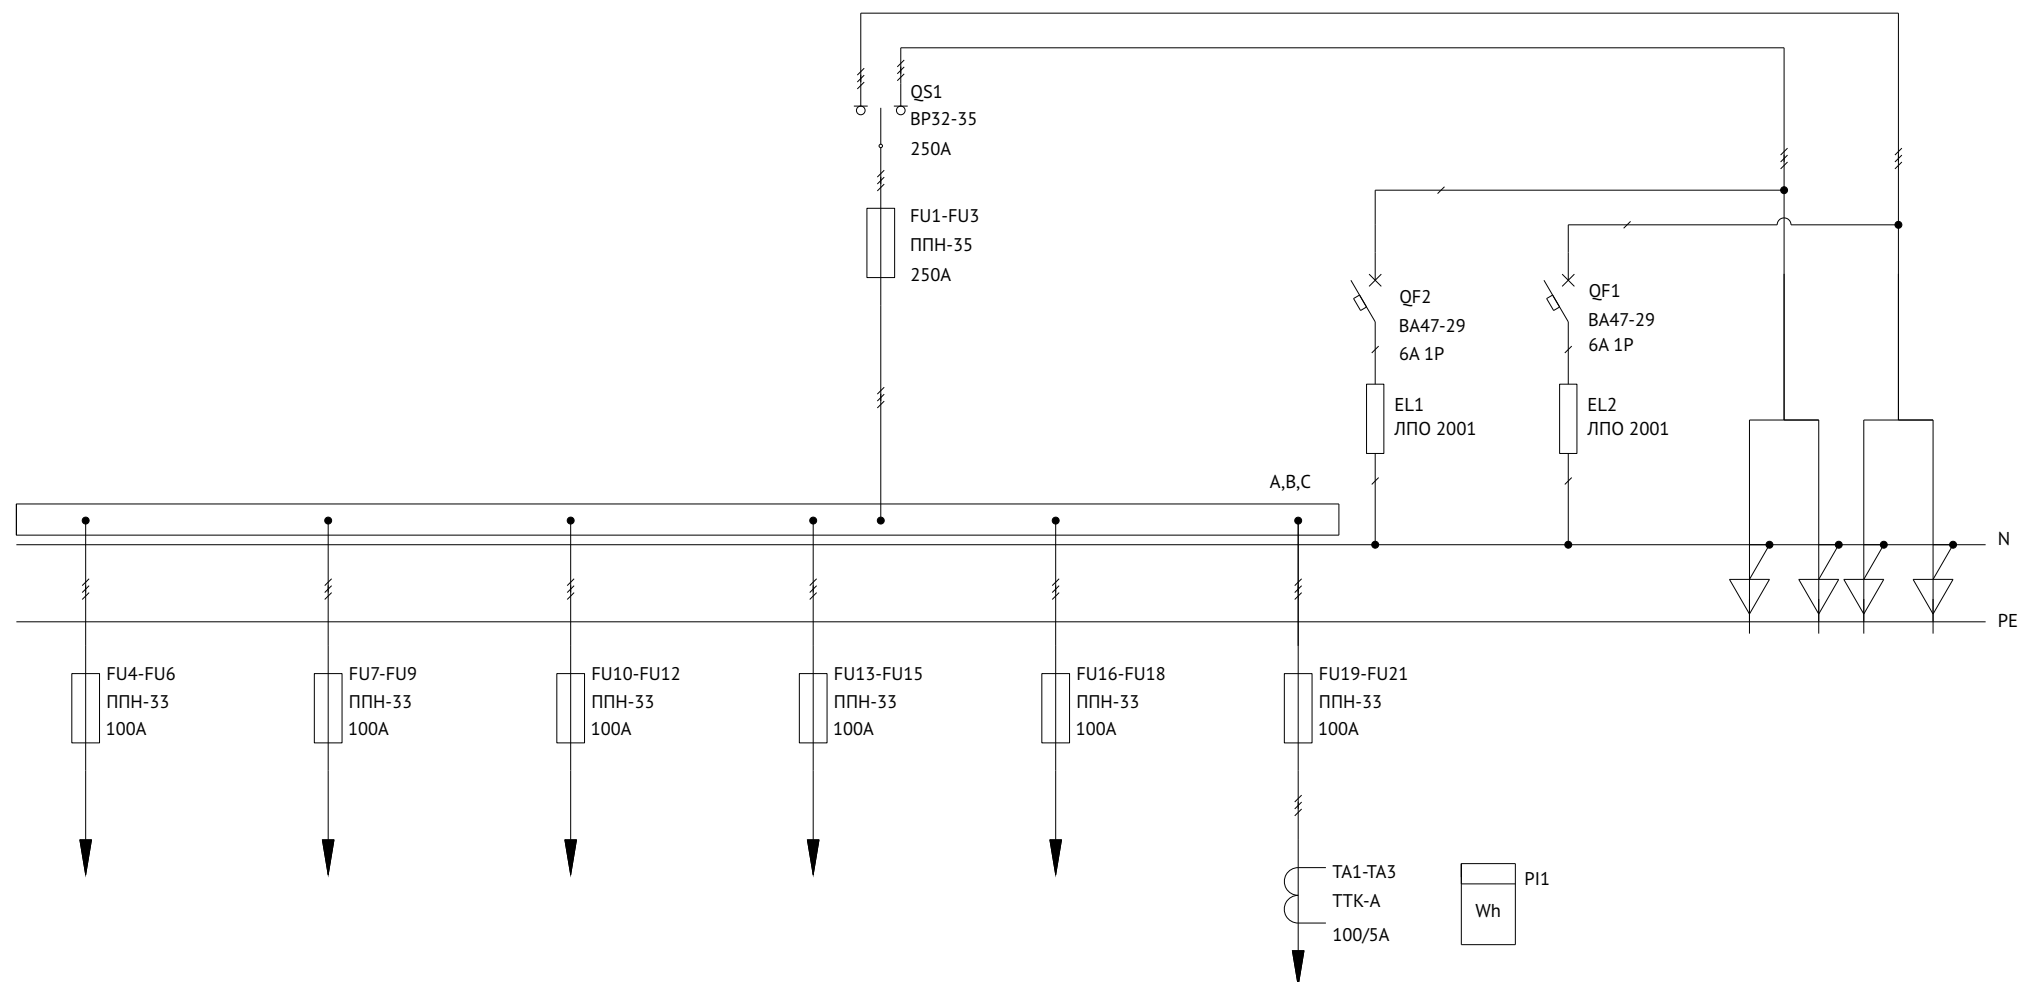 QS1
ВР32-35
250А
FU1-FU3
ППН-35
250А
QF2
ВА47-29
6А 1Р
QF1
ВА47-29
6А 1Р
EL1
ЛПО 2001
EL2
ЛПО 2001
A,B,C
N
PE
FU4-FU6
ППН-33
100А
FU7-FU9
ППН-33
100А
FU10-FU12
ППН-33
100А
FU13-FU15
ППН-33
100А
FU16-FU18
ППН-33
100А
FU19-FU21
ППН-33
100А
TA1-TA3
ТТК-А
100/5А
PI1
Wh